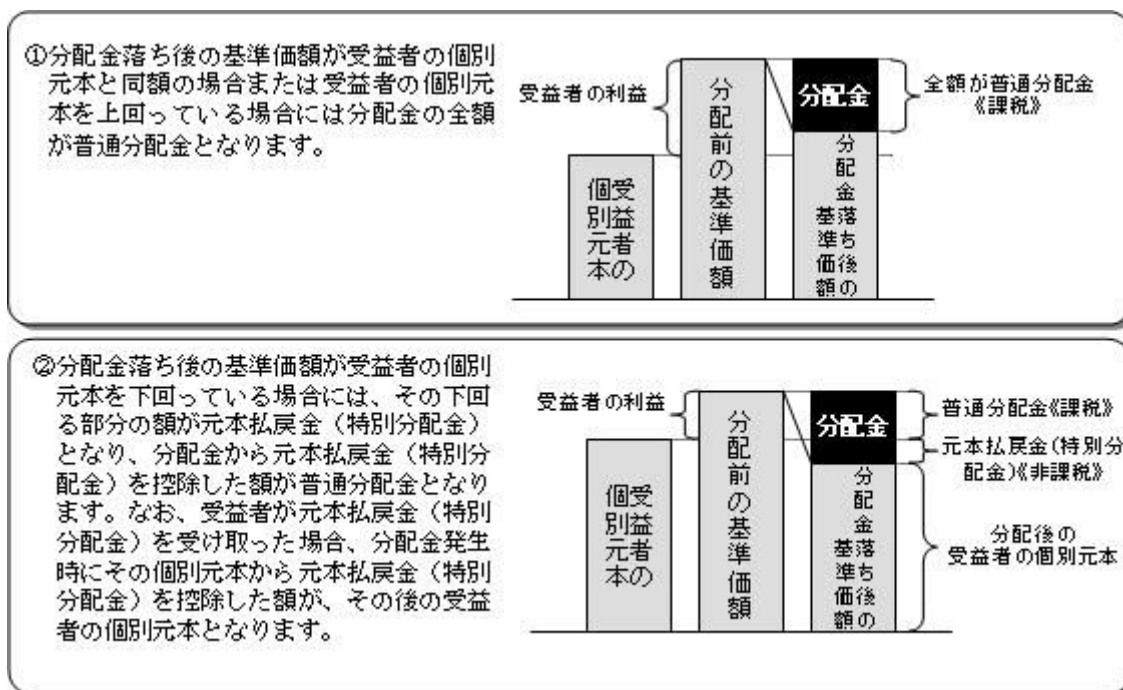 ①分配金落ち後の基準価額が受益者の個別
元本と同額の場合または受益者の個別元
本を上回っている場合には分配金の全額
が普通分配金となります。
受益者の利益
個別元本
受益者の
分配前の基準価額
分配金
分配金落ち後の
基準価額
全額が普通分配金
《課税》
②分配金落ち後の基準価額が受益者の個別
元本を下回っている場合には、その下回
る部分の額が元本払戻金（特別分配金）
となり、分配金から元本払戻金（特別分
配金）を控除した額が普通分配金となり
ます。なお、受益者が元本払戻金（特別
分配金）を受け取った場合、分配金発生
時にその個別元本から元本払戻金（特別
分配金）を控除した額が、その後の受益
者の個別元本となります。
受益者の利益
受益者の
個別元本
分配前の基準価額
分配金
分配金落ち後の
基準価額
普通分配金《課税》
元本払戻金(特別分
配金)《非課税》
分配後の
受益者の個別元本